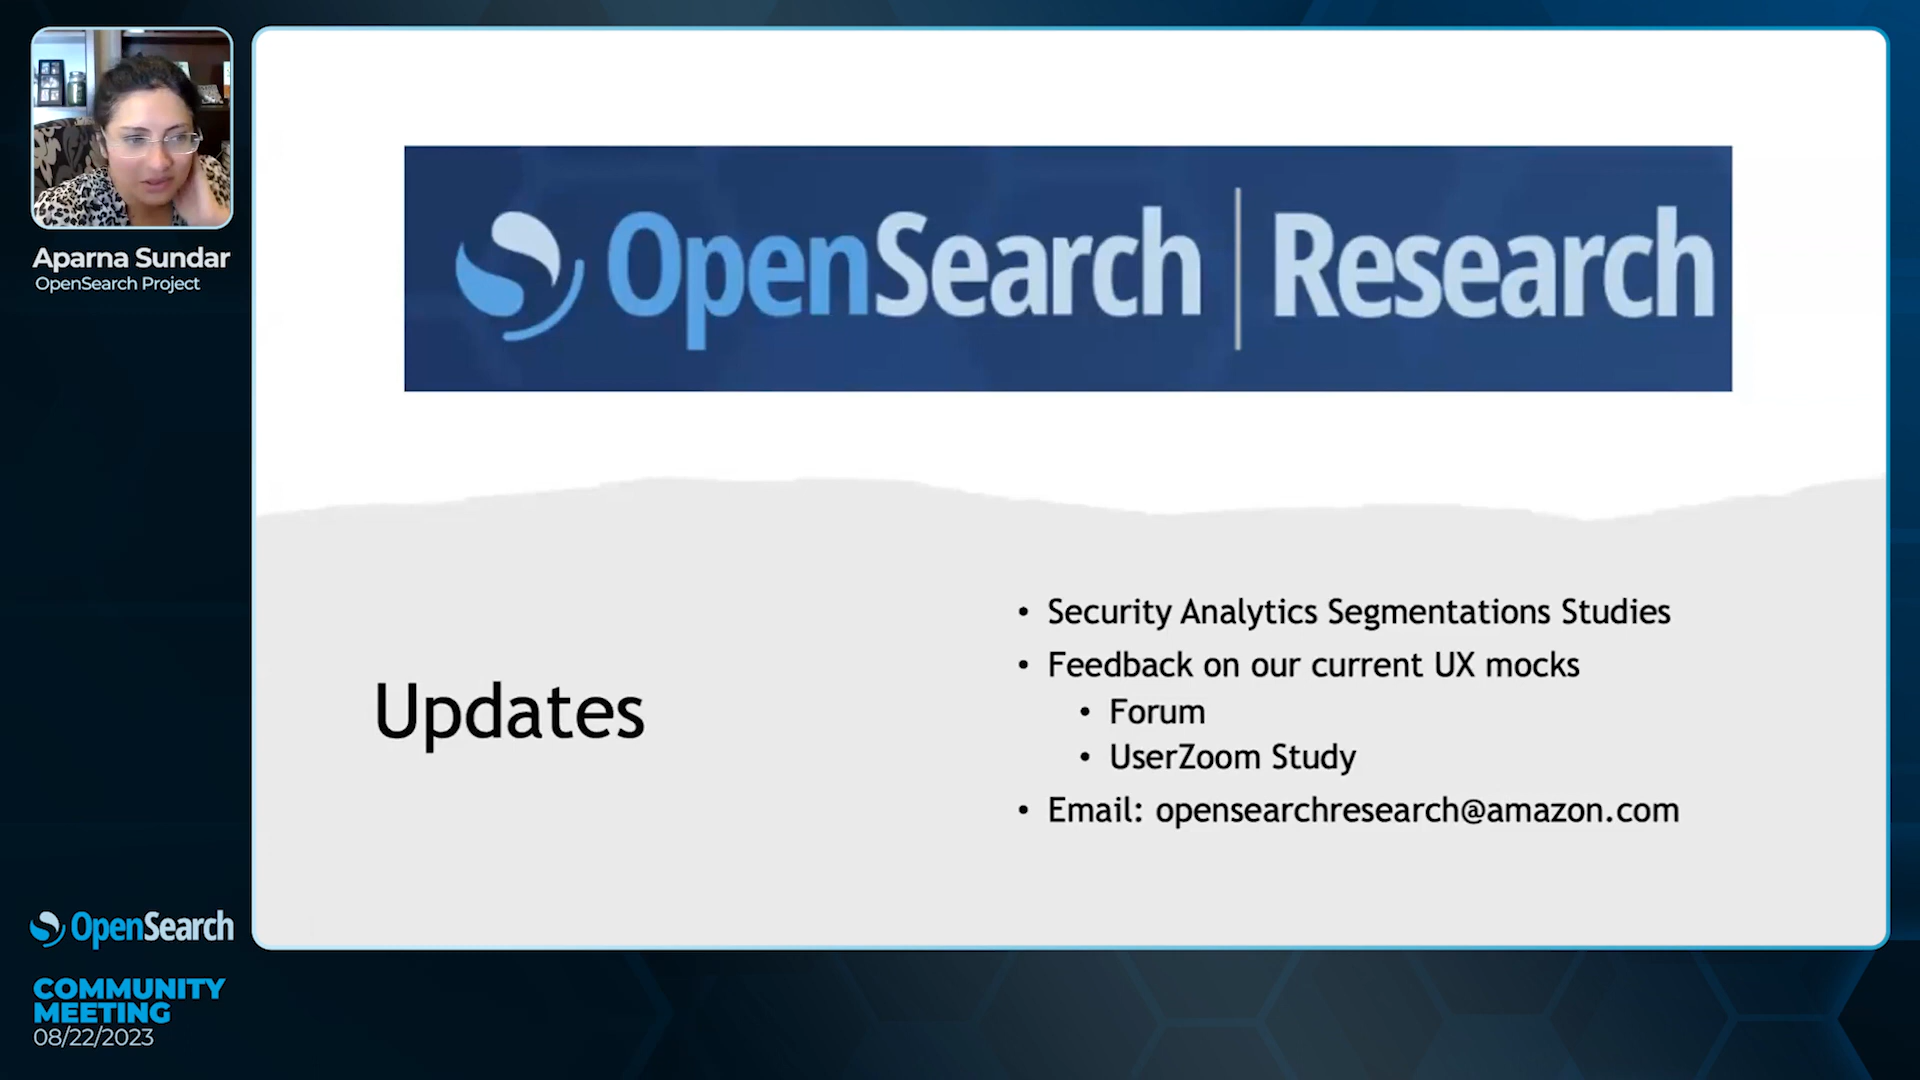 Aparna Sundar
OpenSearch Project
OpenSearch | Research
Updates
• Security Analytics Segmentations Studies
• Feedback on our current UX mocks
• Forum
• UserZoom Study
• Email: opensearchresearch@amazon.com
OpenSearch
COMMUNITY
MEETING
08/22/2023